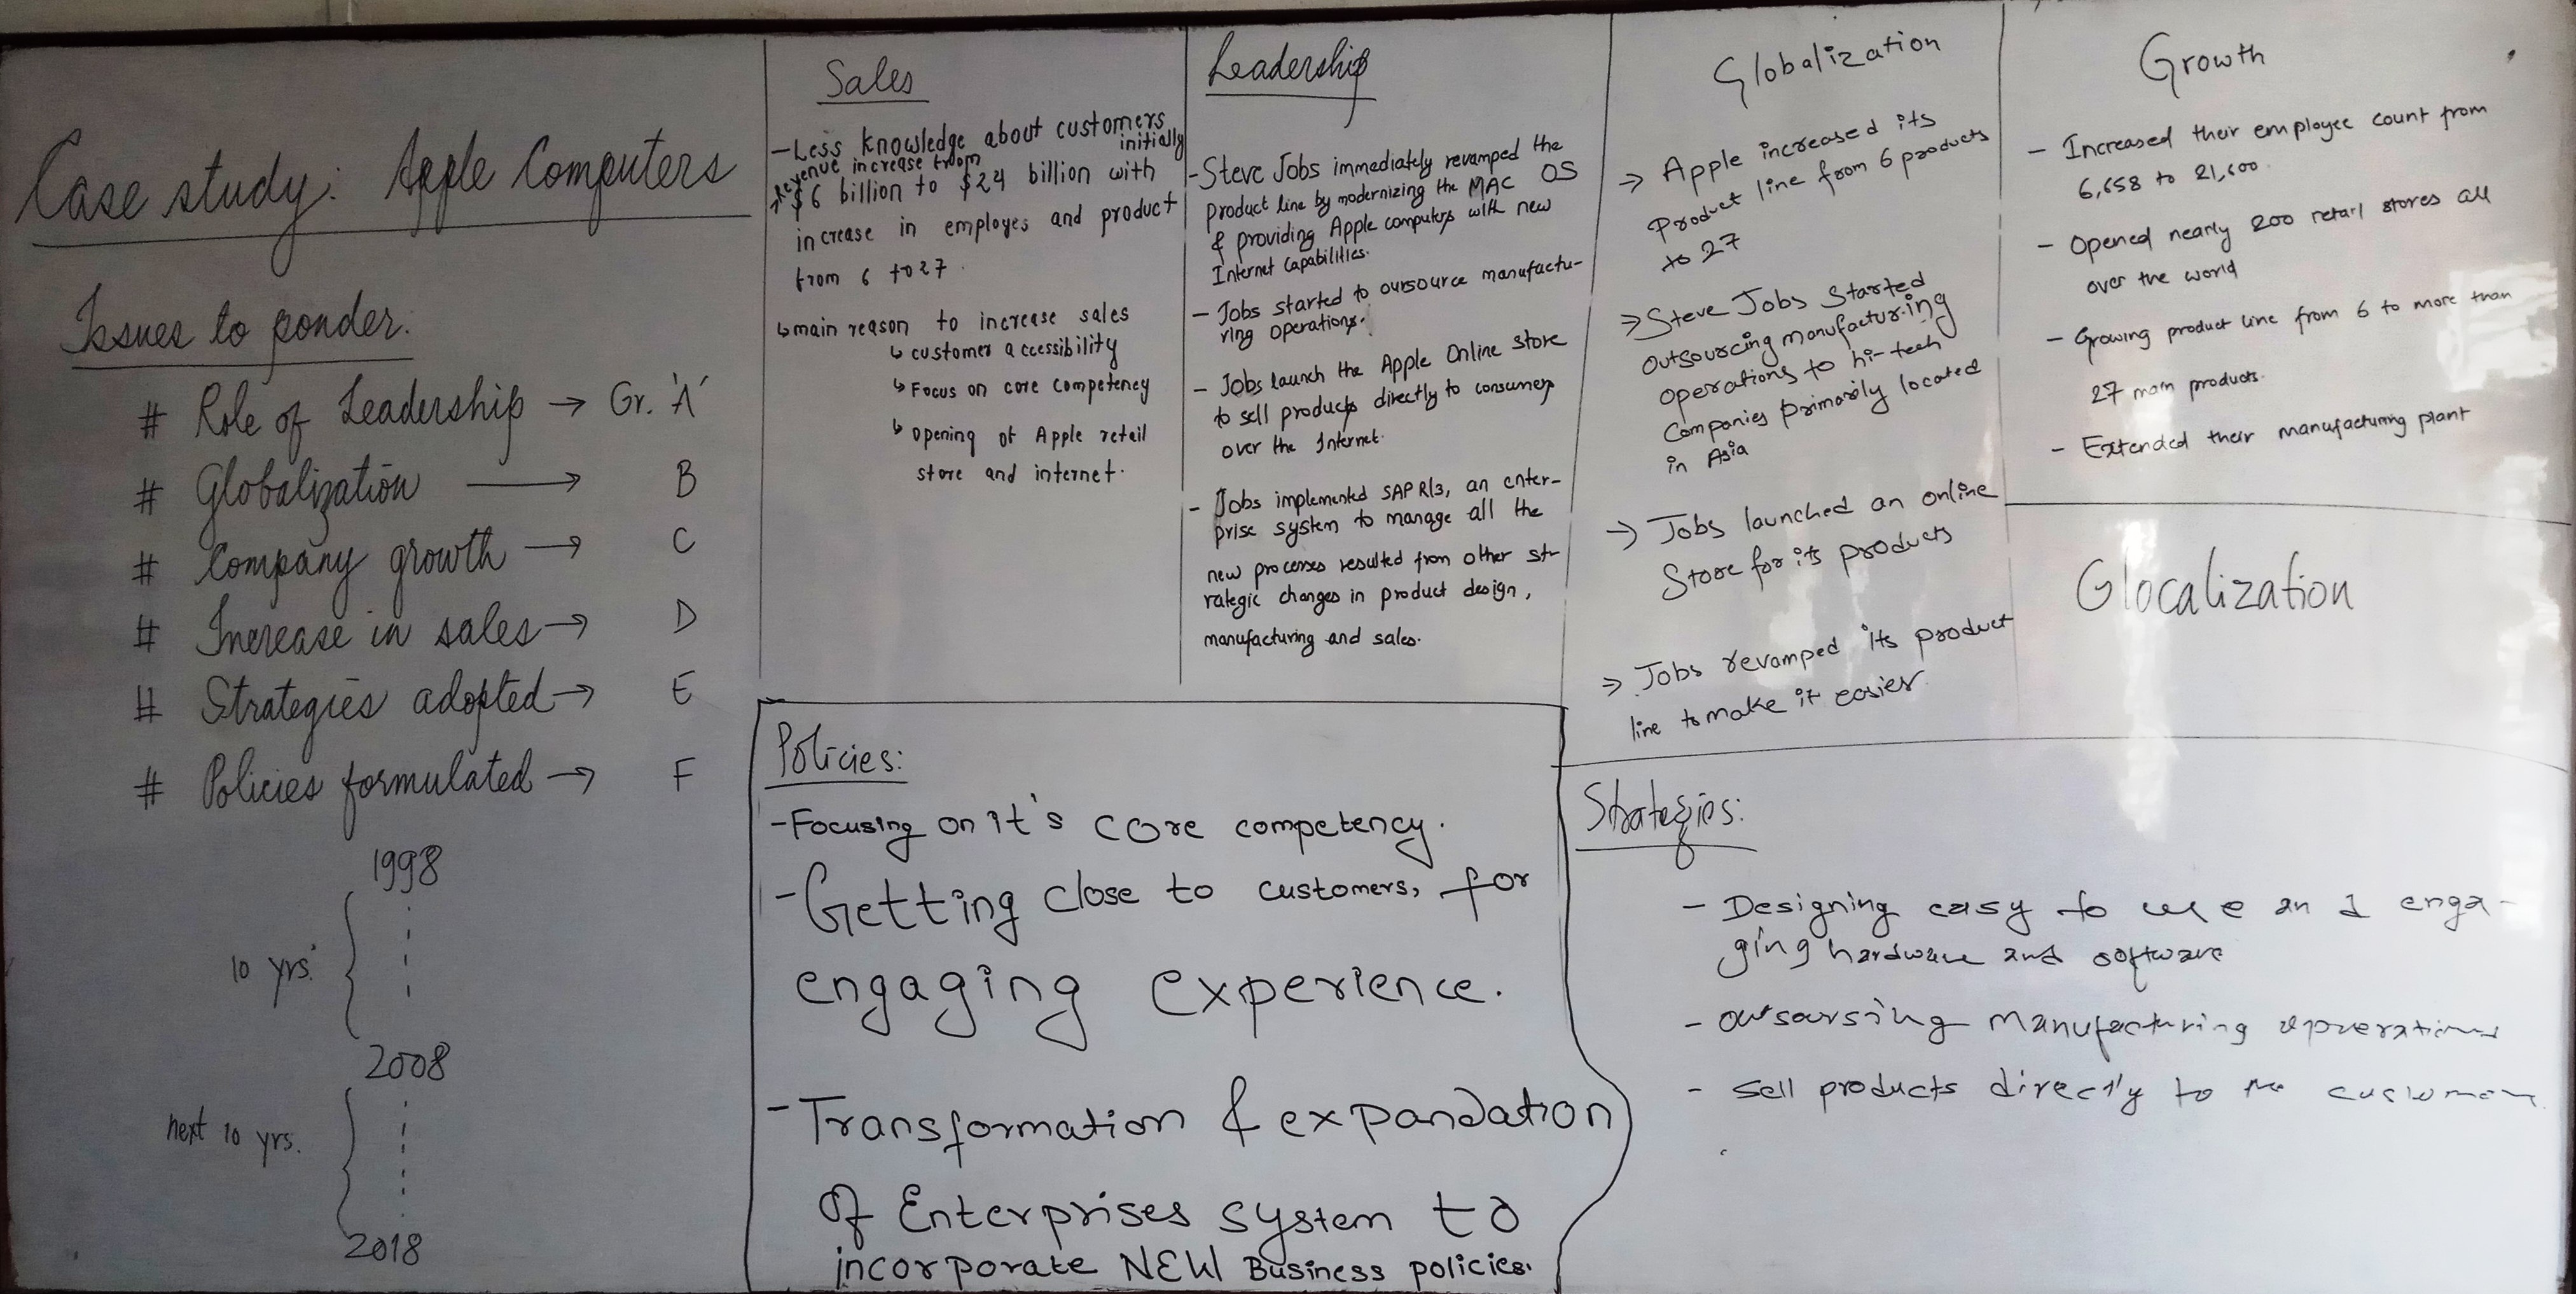 Case study: Apple Computers
Issues to ponder:
# Role of Leadership → Gr. 'A'
# Globalization → B
# Company growth → C
# Increase in sales → D
# Strategies adopted → E
# Policies formulated → F
1998
10 yrs.
2008
next 10 yrs.
2018
Sales
- Less knowledge about customers
initially
→ Revenue increase from
$6 billion to $24 billion with
increase in employes and product
from 6 to 27.
↳ main reason to increase sales
↳ customer accessibility
↳ Focus on core competency
↳ opening of Apple retail
store and internet.
Leadership
- Steve Jobs immediately revamped the
product line by modernizing the MAC OS
& providing Apple computers with new
Internet Capabilities.
- Jobs started to oursource manufactu-
ring operations.
- Jobs launch the Apple Online store
to sell products directly to consumers
over the Internet.
- Jobs implemented SAP R/3, an enter-
prise system to manage all the
new processes resulted from other st-
rategic changes in product design,
manufacturing and sales.
Globalization
→ Apple increased its
Product line from 6 products
to 27
→ Steve Jobs Started
outsourcing manufacturing
operations to hi-tech
Companies primarily located
in Asia
→ Jobs launched an online
Store for its products
→ Jobs revamped its product
line to make it easier.
Growth
- Increased their employee count from
6,658 to 21,600.
- Opened nearly 200 retail stores all
over the world
- Growing product line from 6 to more than
27 main products.
- Extended their manufacturing plant
Glocalization
Policies:
- Focusing on it's core competency.
- Getting close to customers, for
engaging experience.
- Transformation & expandation
Of Enterprises system to
incorporate NEW Business policies.
Strategies:
- Designing easy to use and enga-
ging hardware and software
- outsarsing manufacturing operations
- sell products directly to the customers.